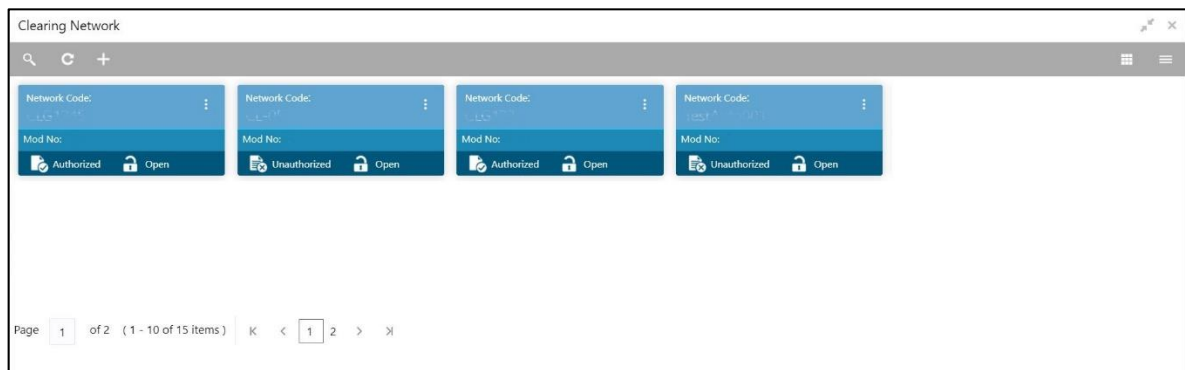 Clearing Network
Network Code: Network Code: Network Code: Network Code:
Mod No: Mod No: Mod No: Mod No:
Authorized Open Unauthorized Open Authorized Open Unauthorized Open
Page 1 of 2 ( 1 - 10 of 15 items ) 1 2